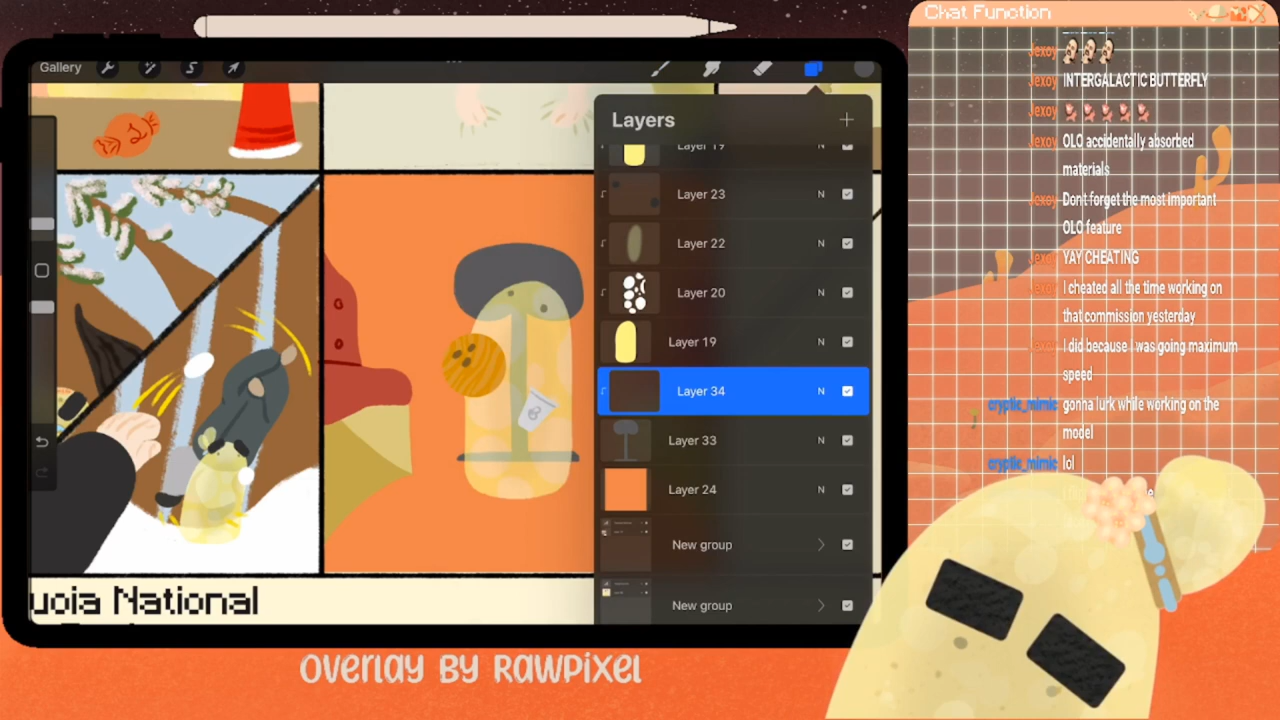 Gallery
Layers
Layer 19
N
Layer 23
N
Layer 22
N
Layer 20
N
Layer 19
N
Layer 34
N
Layer 33
N
Layer 24
N
New group
New group
uoia National
OVERLAY BY RAWPIXEL
Chat Function
Jexoy
Jexoy INTERGALACTIC BUTTERFLY
Jexoy
Jexoy OLO accidentally absorbed
materials
Jexoy Don't forget the most important
OLO feature
Jexoy YAY CHEATING
Jexoy I cheated all the time working on
that commission yesterday
Jexoy I did because I was going maximum
speed
cryptic_mimic gonna lurk while working on the
model
cryptic_mimic lol